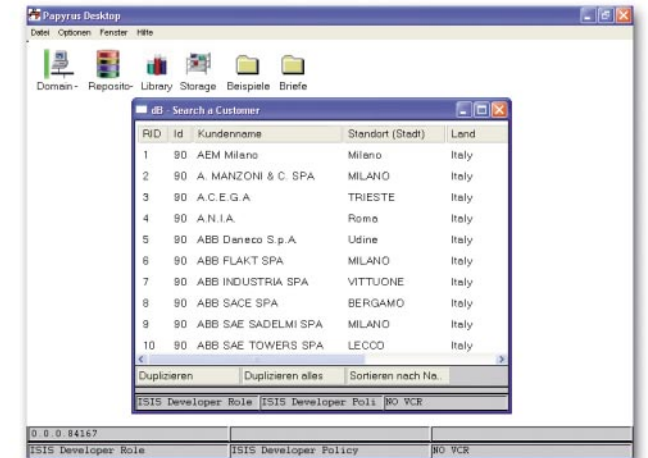 Papyrus Desktop
Datei Optionen Fenster Hilfe
Domain- Reposito- Library Storage Beispiele Briefe
dB - Search a Customer
RID Id Kundenname Standort (Stadt) Land
1 90 AEM Milano Milano Italy
2 90 A. MANZONI & C. SPA MILANO Italy
3 90 A.C.E.G.A TRIESTE Italy
4 90 A.N.I.A. Roma Italy
5 90 ABB Daneco S.p.A. Udine Italy
6 90 ABB FLAKT SPA MILANO Italy
7 90 ABB INDUSTRIA SPA VITTUONE Italy
8 90 ABB SACE SPA BERGAMO Italy
9 90 ABB SAE SADELMI SPA MILANO Italy
10 90 ABB SAE TOWERS SPA LECCO Italy
Duplizieren Duplizieren alles Sortieren nach Na..
ISIS Developer Role ISIS Developer Poli NO VCR
0.0.0.84167
ISIS Developer Role ISIS Developer Policy NO VCR